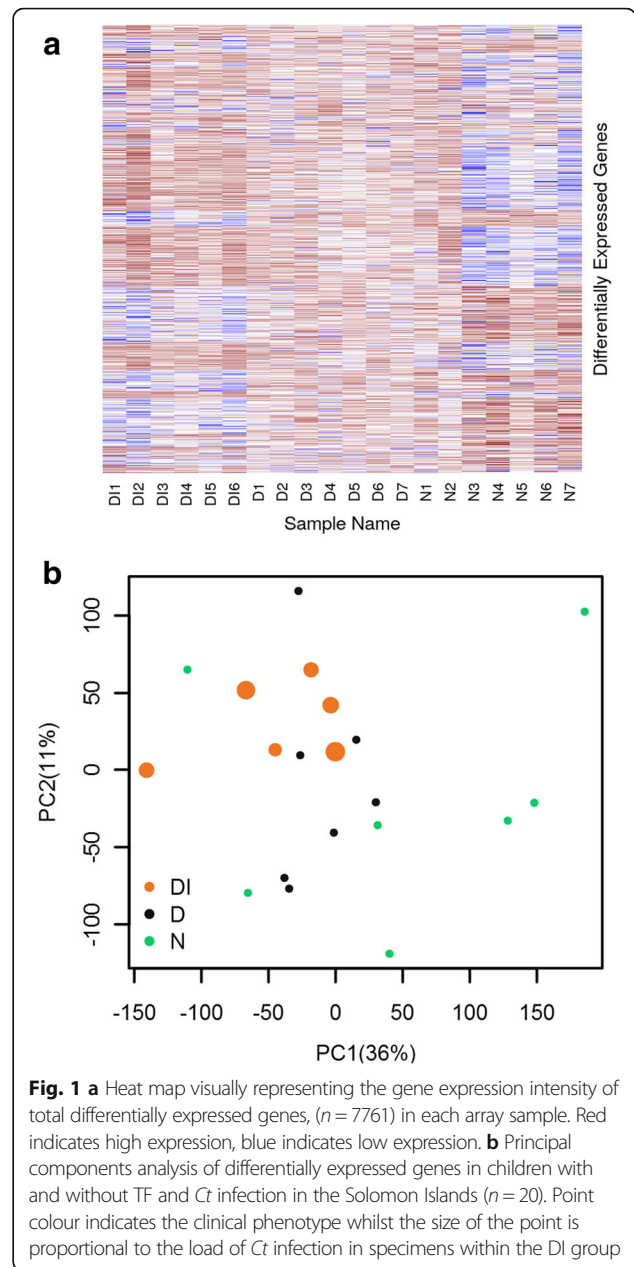 a
Differentially Expressed Genes
DI1 DI2 DI3 DI4 DI5 DI6 D1 D2 D3 D4 D5 D6 D7 N1 N2 N3 N4 N5 N6 N7
Sample Name
b
100
50
0
-50
-100
PC2(11%)
DI
D
N
-150 -100 -50 0 50 100 150
PC1(36%)
Fig. 1 a Heat map visually representing the gene expression intensity of
total differentially expressed genes, (n = 7761) in each array sample. Red
indicates high expression, blue indicates low expression. b Principal
components analysis of differentially expressed genes in children with
and without TF and Ct infection in the Solomon Islands (n = 20). Point
colour indicates the clinical phenotype whilst the size of the point is
proportional to the load of Ct infection in specimens within the DI group